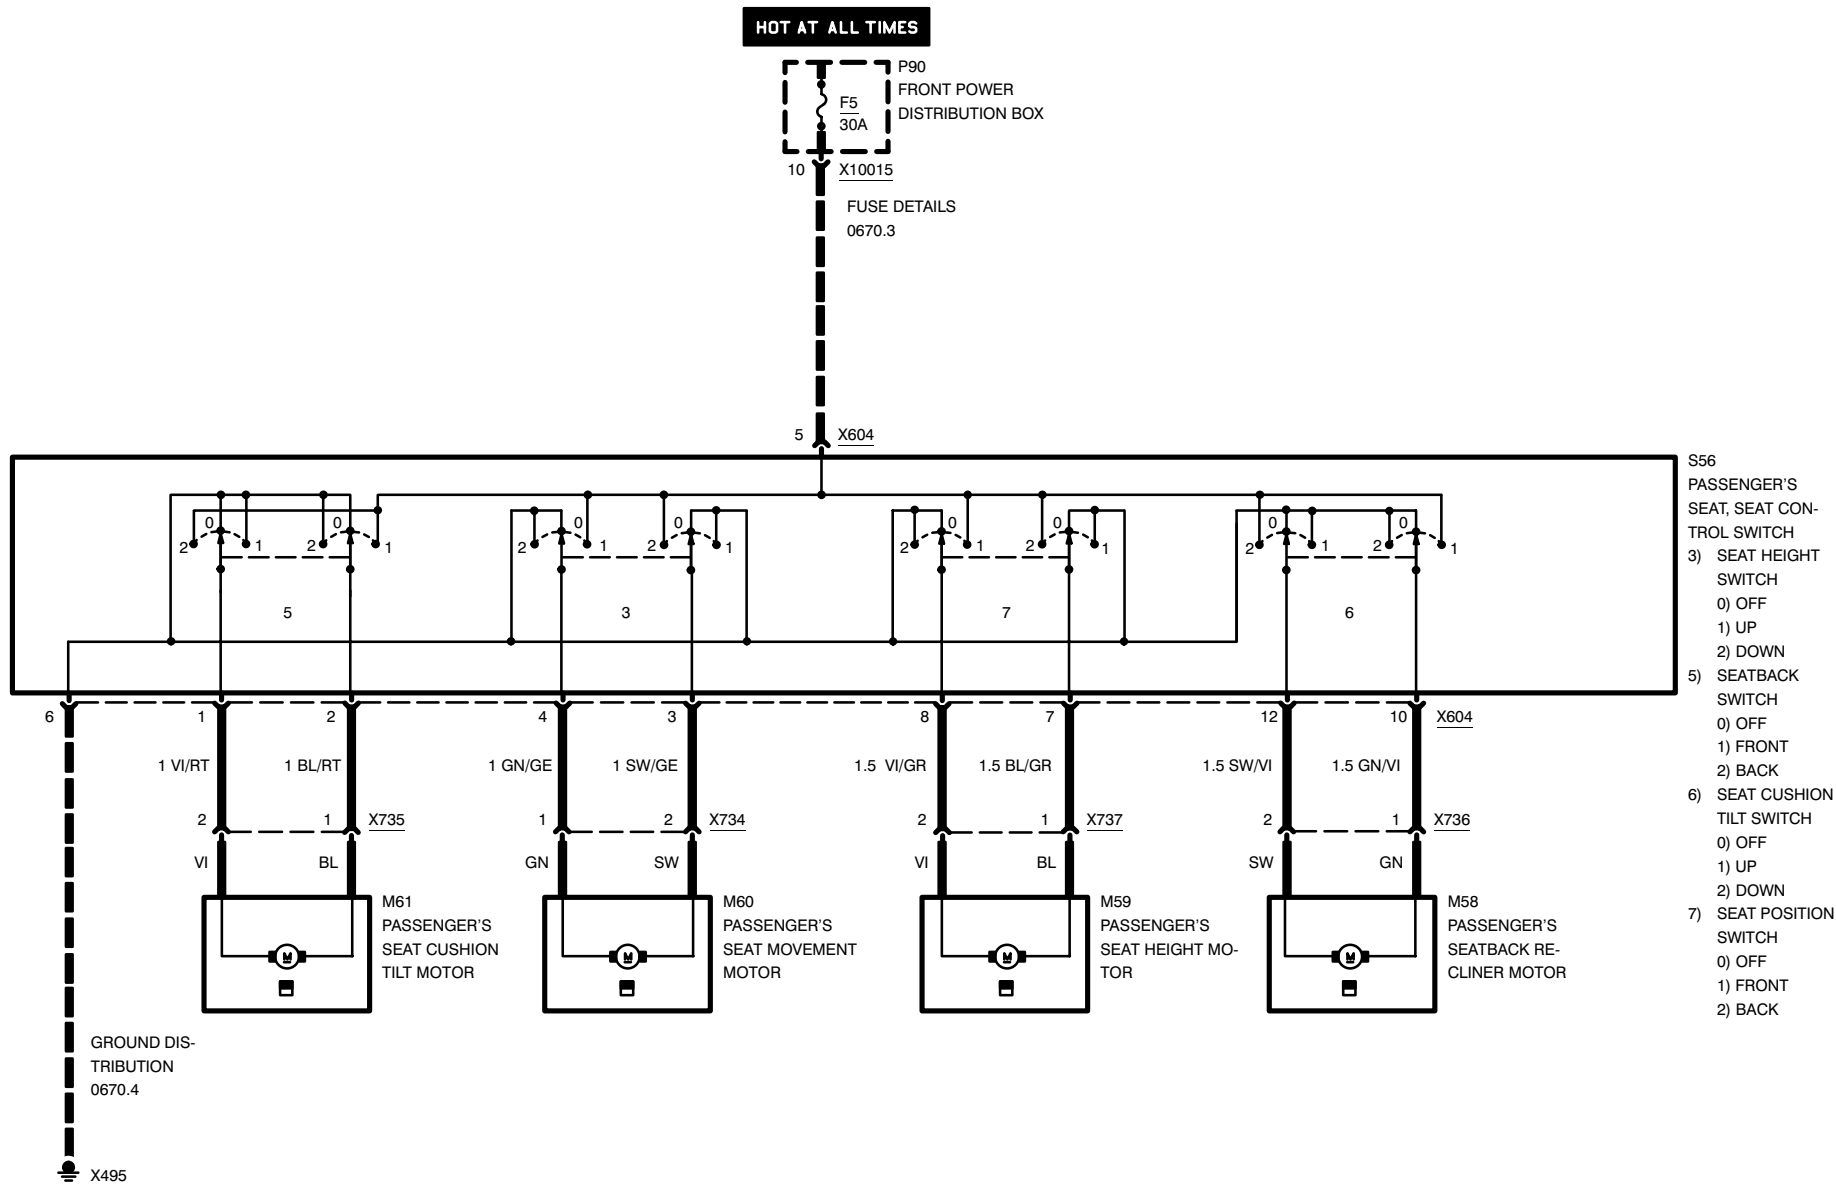 HOT AT ALL TIMES
P90
FRONT POWER
DISTRIBUTION BOX
F5
30A
10 X10015
FUSE DETAILS
0670.3
5 X604
0 0 0 0 0 0 0 0
2 1 2 1 2 1 2 1 2 1 2 1 2 1 2 1
5 3 7 6
S56
PASSENGER'S
SEAT, SEAT CON-
TROL SWITCH
3) SEAT HEIGHT
SWITCH
0) OFF
1) UP
2) DOWN
5) SEATBACK
SWITCH
0) OFF
1) FRONT
2) BACK
6) SEAT CUSHION
TILT SWITCH
0) OFF
1) UP
2) DOWN
7) SEAT POSITION
SWITCH
0) OFF
1) FRONT
2) BACK
6 1 2 4 3 8 7 12 10 X604
1 VI/RT 1 BL/RT 1 GN/GE 1 SW/GE 1.5 VI/GR 1.5 BL/GR 1.5 SW/VI 1.5 GN/VI
2 1 X735 1 2 X734 2 1 X737 2 1 X736
VI BL GN SW VI BL SW GN
M
M61
PASSENGER'S
SEAT CUSHION
TILT MOTOR
M
M60
PASSENGER'S
SEAT MOVEMENT
MOTOR
M
M59
PASSENGER'S
SEAT HEIGHT MO-
TOR
M
M58
PASSENGER'S
SEATBACK RE-
CLINER MOTOR
GROUND DIS-
TRIBUTION
0670.4
X495